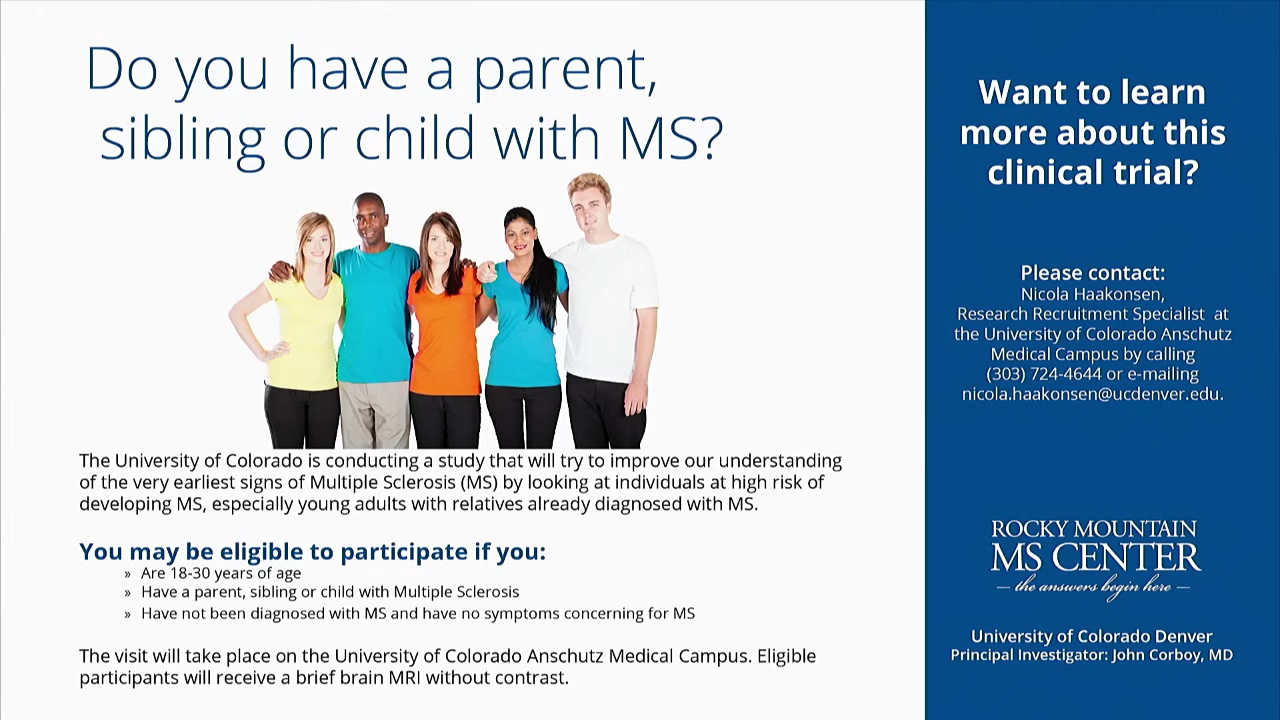 Do you have a parent,
sibling or child with MS?
The University of Colorado is conducting a study that will try to improve our understanding
of the very earliest signs of Multiple Sclerosis (MS) by looking at individuals at high risk of
developing MS, especially young adults with relatives already diagnosed with MS.
You may be eligible to participate if you:
» Are 18-30 years of age
» Have a parent, sibling or child with Multiple Sclerosis
» Have not been diagnosed with MS and have no symptoms concerning for MS
The visit will take place on the University of Colorado Anschutz Medical Campus. Eligible
participants will receive a brief brain MRI without contrast.
Want to learn
more about this
clinical trial?
Please contact:
Nicola Haakonsen,
Research Recruitment Specialist at
the University of Colorado Anschutz
Medical Campus by calling
(303) 724-4644 or e-mailing
nicola.haakonsen@ucdenver.edu.
ROCKY MOUNTAIN
MS CENTER
— the answers begin here —
University of Colorado Denver
Principal Investigator: John Corboy, MD